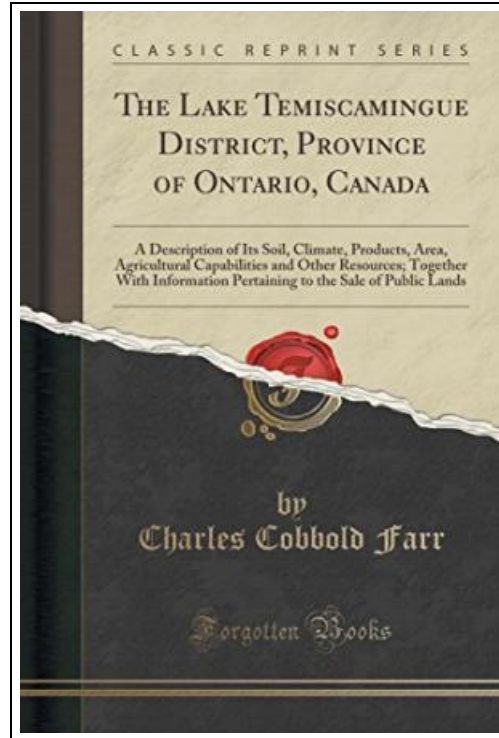 CLASSIC REPRINT SERIES
THE LAKE TEMISCAMINGUE
DISTRICT, PROVINCE
OF ONTARIO, CANADA
A Description of Its Soil, Climate, Products, Area,
Agricultural Capabilities and Other Resources; Together
With Information Pertaining to the Sale of Public Lands
F
by
Charles Cobbold Farr
Forgotten Books